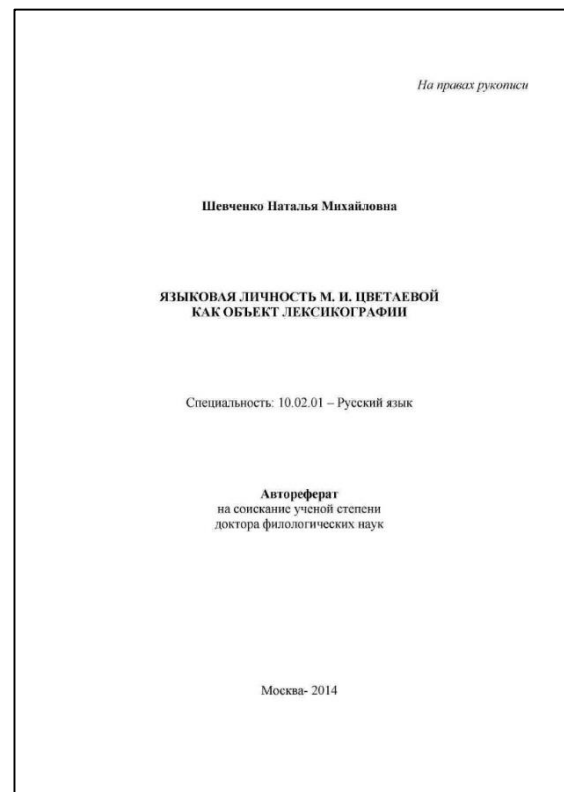 На правах рукописи
Шевченко Наталья Михайловна
ЯЗЫКОВАЯ ЛИЧНОСТЬ М. И. ЦВЕТАЕВОЙ
КАК ОБЪЕКТ ЛЕКСИКОГРАФИИ
Специальность: 10.02.01 – Русский язык
Автореферат
на соискание ученой степени
доктора филологических наук
Москва- 2014